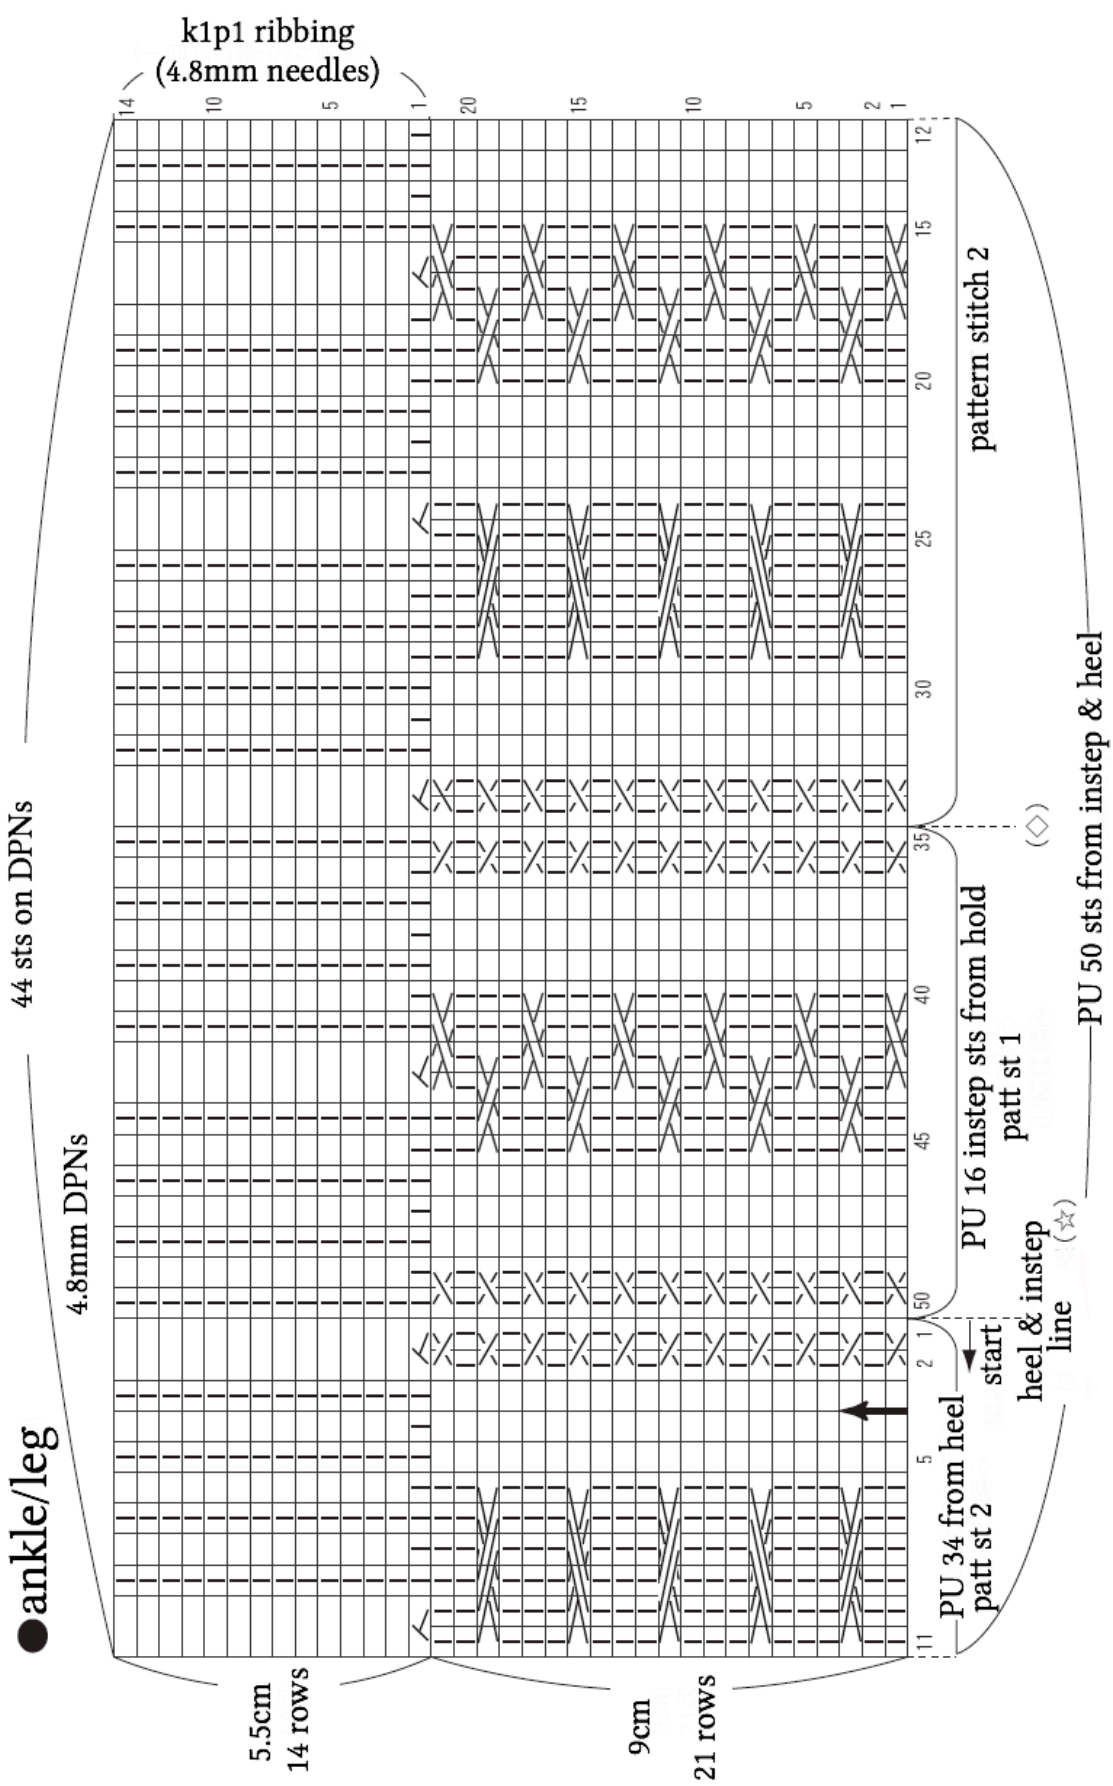 ●ankle/leg
44 sts on DPNs
4.8mm DPNs
k1p1 ribbing
(4.8mm needles)
14
10
5
1
20
15
10
5
2
1
5.5cm
14 rows
9cm
21 rows
11
5
2
1
50
45
40
35
30
25
20
15
12
PU 34 from heel
patt st 2
start
heel & instep
line
(☆)
PU 16 instep sts from hold
patt st 1
(◇)
pattern stitch 2
PU 50 sts from instep & heel